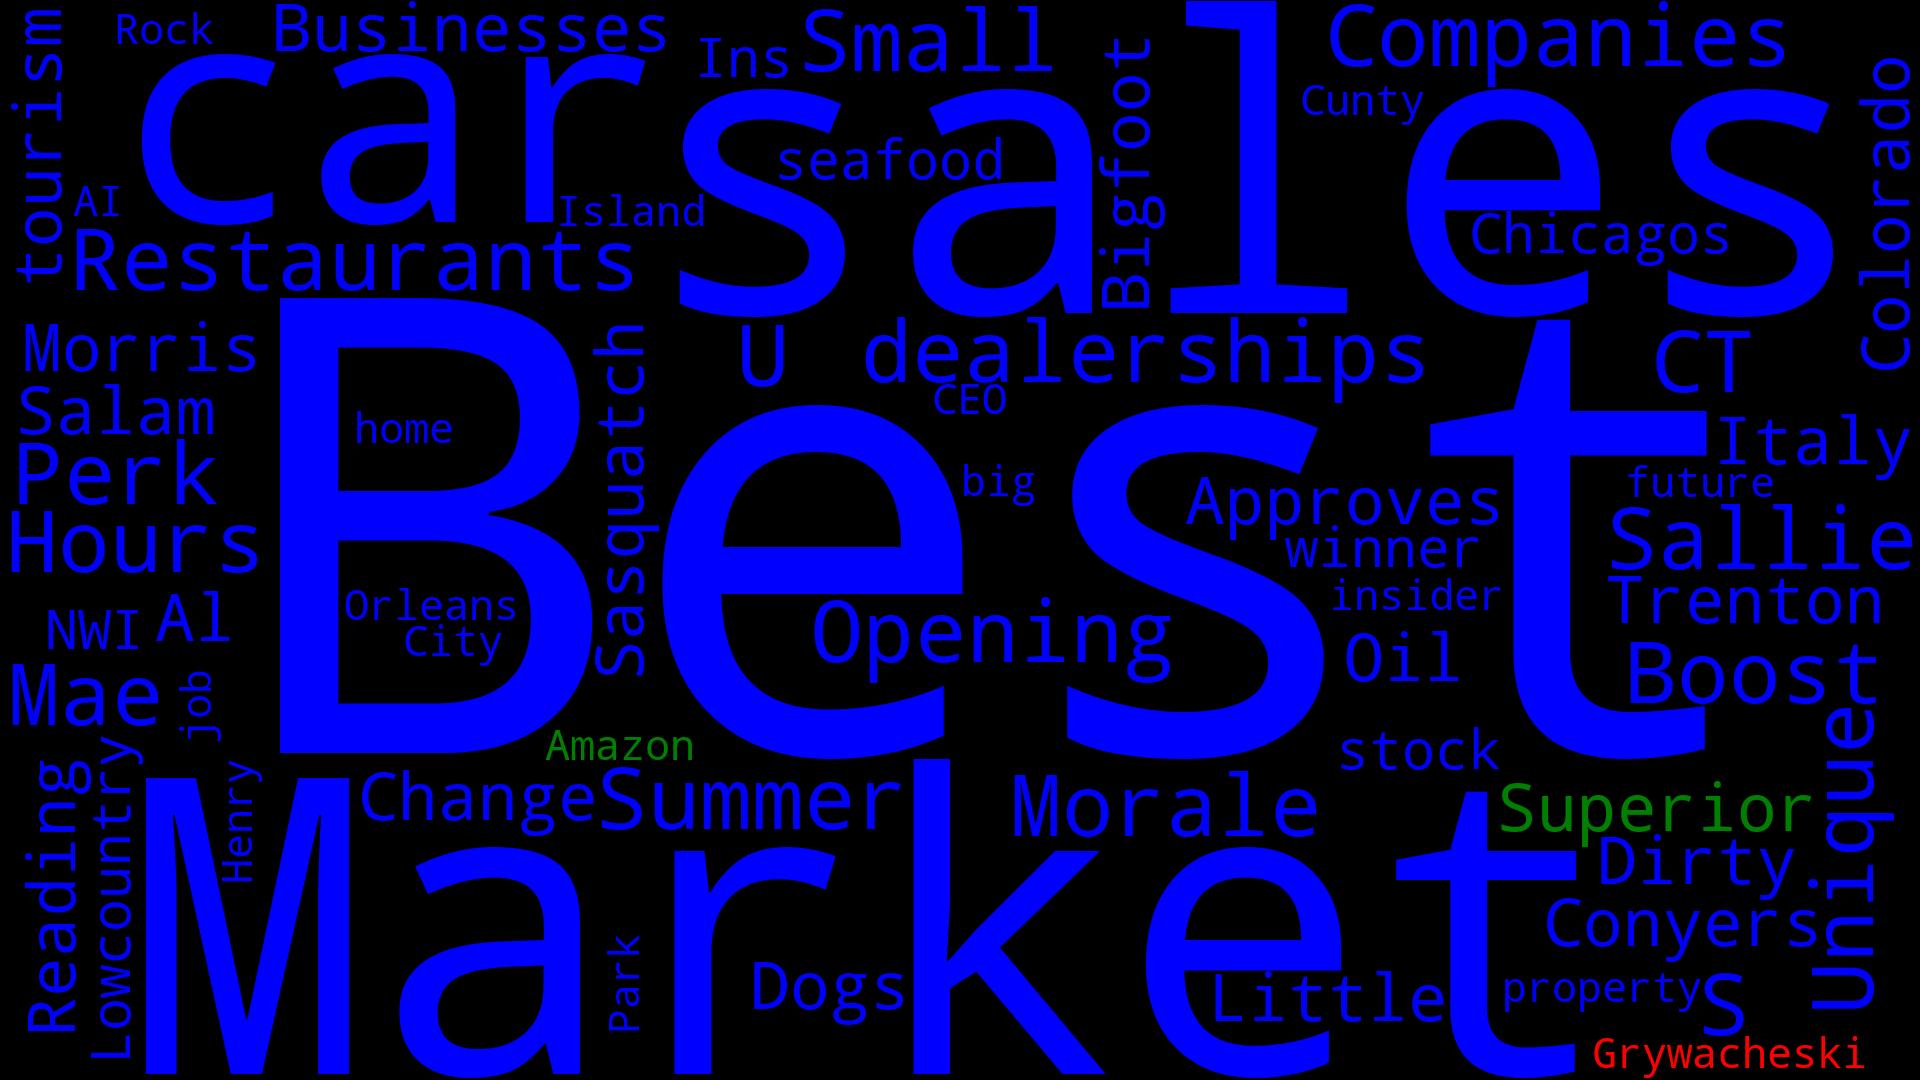 Rock
Businesses
Ins
Small
Companies
tourism
car
sales
Cunty
Bigfoot
Colorado
seafood
AI
Island
Chicagos
Restaurants
Morris
Best
Sasquatch
U
dealerships
CT
Salam
home
CEO
Italy
Perk
big
Approves
future
Hours
winner
Sallie
NWI
Al
Orleans
City
Opening
insider
Trenton
Oil
Mae
job
Boost
Amazon
stock
Unique
Reading
Lowcountry
Henry
Market
Change
Summer
Morale
Superior
Dirty
Park
Dogs
Little
Conyers
property
S
Grywacheski